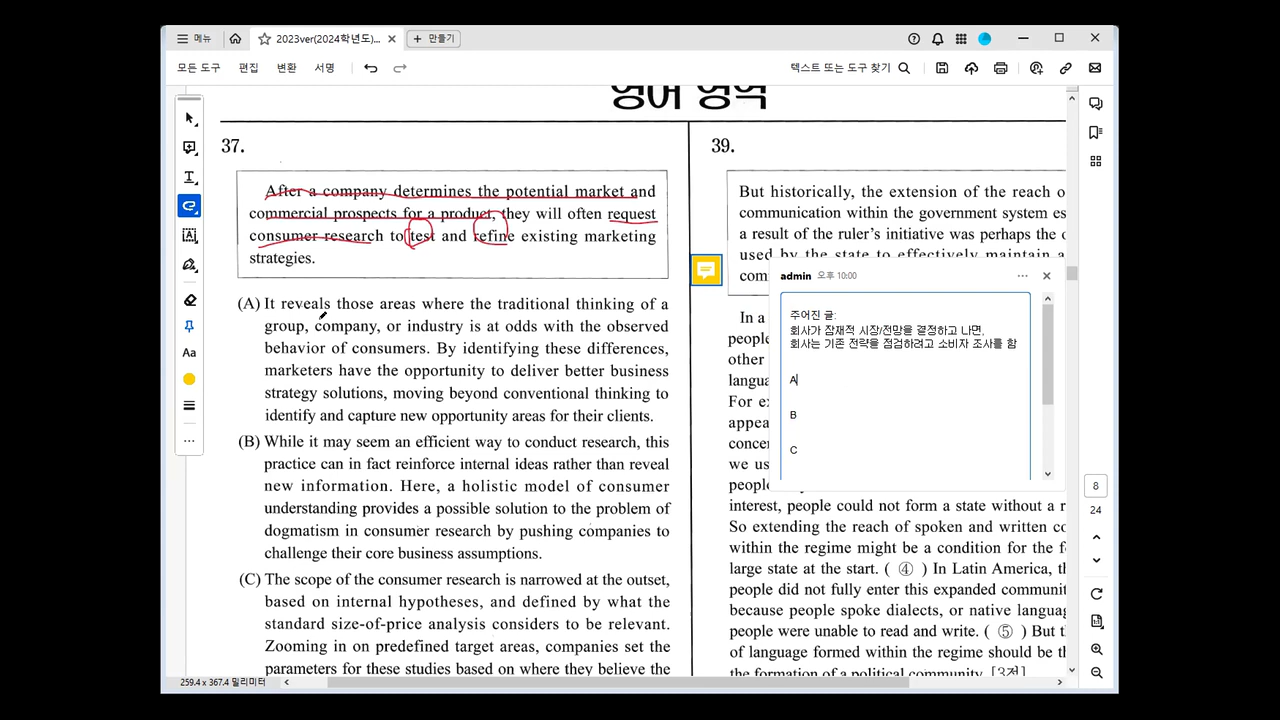 메뉴
2023ver(2024학년도)...
만들기
모든 도구
편집
변환
서명
텍스트 또는 도구 찾기
영어 영역
37.
After a company determines the potential market and
commercial prospects for a product, they will often request
consumer research to test and refine existing marketing
strategies.
(A) It reveals those areas where the traditional thinking of a
group, company, or industry is at odds with the observed
behavior of consumers. By identifying these differences,
marketers have the opportunity to deliver better business
strategy solutions, moving beyond conventional thinking to
identify and capture new opportunity areas for their clients.
(B) While it may seem an efficient way to conduct research, this
practice can in fact reinforce internal ideas rather than reveal
new information. Here, a holistic model of consumer
understanding provides a possible solution to the problem of
dogmatism in consumer research by pushing companies to
challenge their core business assumptions.
(C) The scope of the consumer research is narrowed at the outset,
based on internal hypotheses, and defined by what the
standard size-of-price analysis considers to be relevant.
Zooming in on predefined target areas, companies set the
parameters for these studies based on where they believe the
39.
But historically, the extension of the reach o
communication within the government system es
a result of the ruler's initiative was perhaps the
used by the state to effectively maintain a
com
admin 오후 10:00
주어진 글:
회사가 잠재적 시장/전망을 결정하고 나면,
회사는 기존 전략을 점검하려고 소비자 조사를 함
A
B
C
In a
people
other
langua
For ex
appea
conce
we us
people
interest, people could not form a state without a r
So extending the reach of spoken and written co
within the regime might be a condition for the f
large state at the start. ( ④ ) In Latin America, th
people did not fully enter this expanded communi
because people spoke dialects, or native languag
people were unable to read and write. ( ⑤ ) But t
of language formed within the regime should be th
the formation of a political community. [3점]
8
24
Aa
259.4 x 367.4 밀리미터